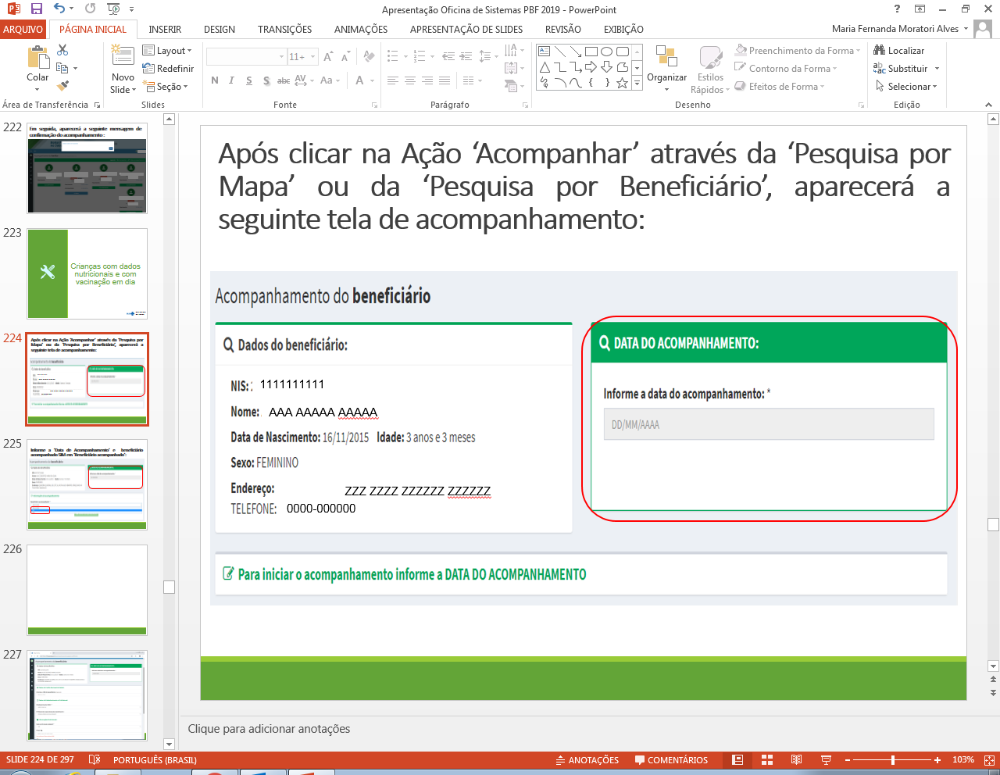 Apresentação Oficina de Sistemas PBF 2019 - PowerPoint
ARQUIVO PÁGINA INICIAL INSERIR DESIGN TRANSIÇÕES ANIMAÇÕES APRESENTAÇÃO DE SLIDES REVISÃO EXIBIÇÃO Maria Fernanda Moratori Alves
Colar
Novo
Slide
Layout
Redefinir
Seção
11+
N I S S abc AV Aa A
Organizar
Estilos
Rápidos
Preenchimento da Forma
Contorno da Forma
Efeitos de Forma
Localizar
Substituir
Selecionar
Área de Transferência Slides Fonte Parágrafo Desenho Edição
222
Em seguida, aparecerá a seguinte mensagem de
confirmação do acompanhamento :
223
Crianças com dados
nutricionais e com
vacinação em dia
224
Após clicar na Ação ‘Acompanhar’ através da ‘Pesquisa por
Mapa’ ou da ‘Pesquisa por Beneficiário’, aparecerá a
seguinte tela de acompanhamento:
225
Informe a ‘Data de Acompanhamento’ e beneficiário
acompanhado SIM em ‘Beneficiário acompanhado’:
226
227
Após clicar na Ação ‘Acompanhar’ através da ‘Pesquisa por
Mapa’ ou da ‘Pesquisa por Beneficiário’, aparecerá a
seguinte tela de acompanhamento:
Acompanhamento do beneficiário
Dados do beneficiário:
NIS: 1111111111
Nome: AAA AAAAA AAAAA
Data de Nascimento: 16/11/2015 Idade: 3 anos e 3 meses
Sexo: FEMININO
Endereço: ZZZ ZZZZ ZZZZZZ ZZZZZZ
TELEFONE: 0000-000000
DATA DO ACOMPANHAMENTO:
Informe a data do acompanhamento: *
DD/MM/AAAA
Para iniciar o acompanhamento informe a DATA DO ACOMPANHAMENTO
Clique para adicionar anotações
SLIDE 224 DE 297 PORTUGUÊS (BRASIL) ANOTAÇÕES COMENTÁRIOS 103%